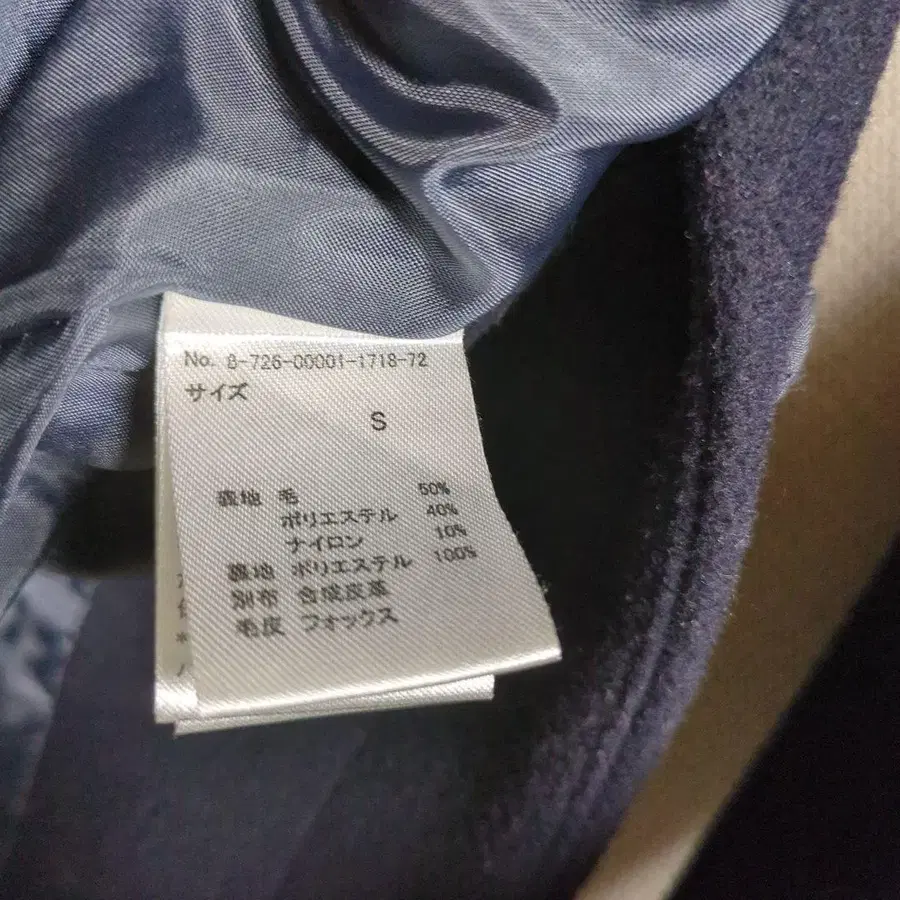 No. 8-726-00001-1718-72
サイズ
S
表地 毛 50%
ポリエステル 40%
ナイロン 10%
裏地 ポリエステル 100%
別布 合成皮革
毛皮 フォックス